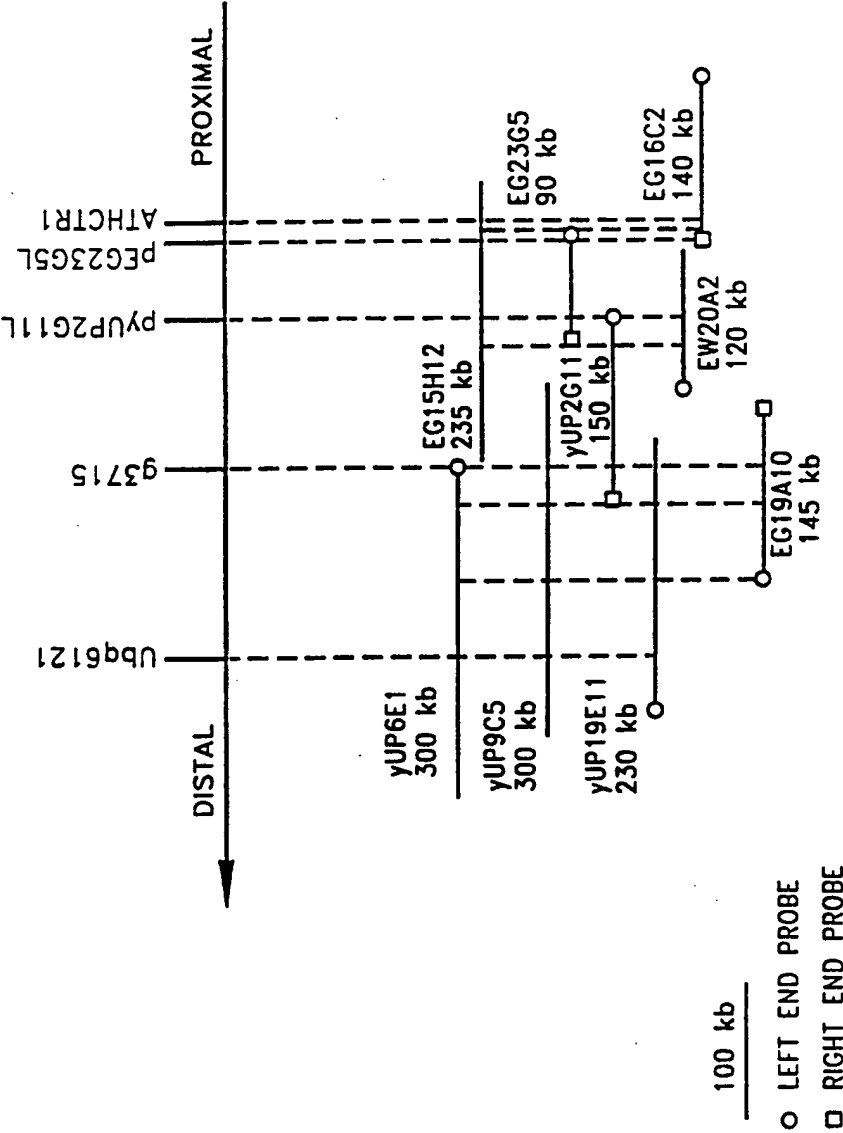 DISTAL
PROXIMAL
Ubq6121
g3715
pyUP2G11L
pEG23G5L
ATHCTR1
yUP6E1
300 kb
EG15H12
235 kb
yUP9C5
300 kb
EG23G5
90 kb
yUP2G11
150 kb
yUP19E11
230 kb
EW20A2
120 kb
EG16C2
140 kb
EG19A10
145 kb
100 kb
LEFT END PROBE
RIGHT END PROBE